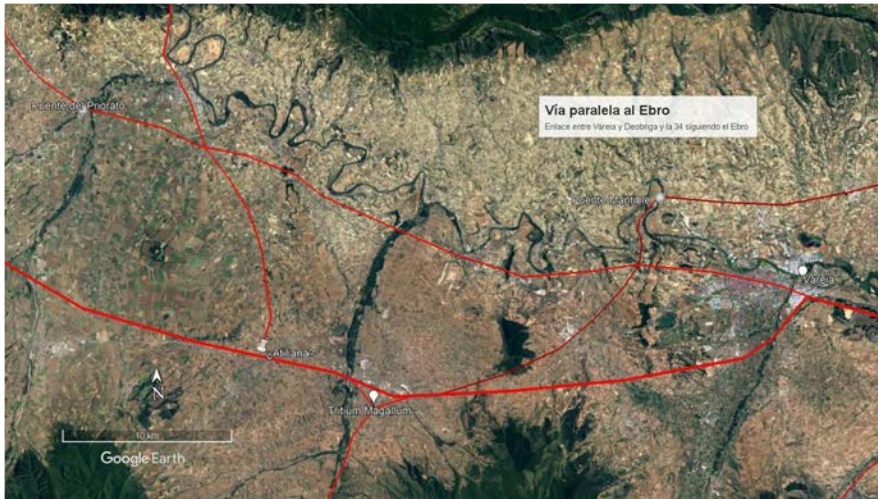 Vía paralela al Ebro
Enlace entre Vareia y Deobriga y la 34 siguiendo el Ebro
Puente del Priorato
Puente Mantible
Vareia
¿Atiliana?
Tritium Magallum
N
10 km
Google Earth